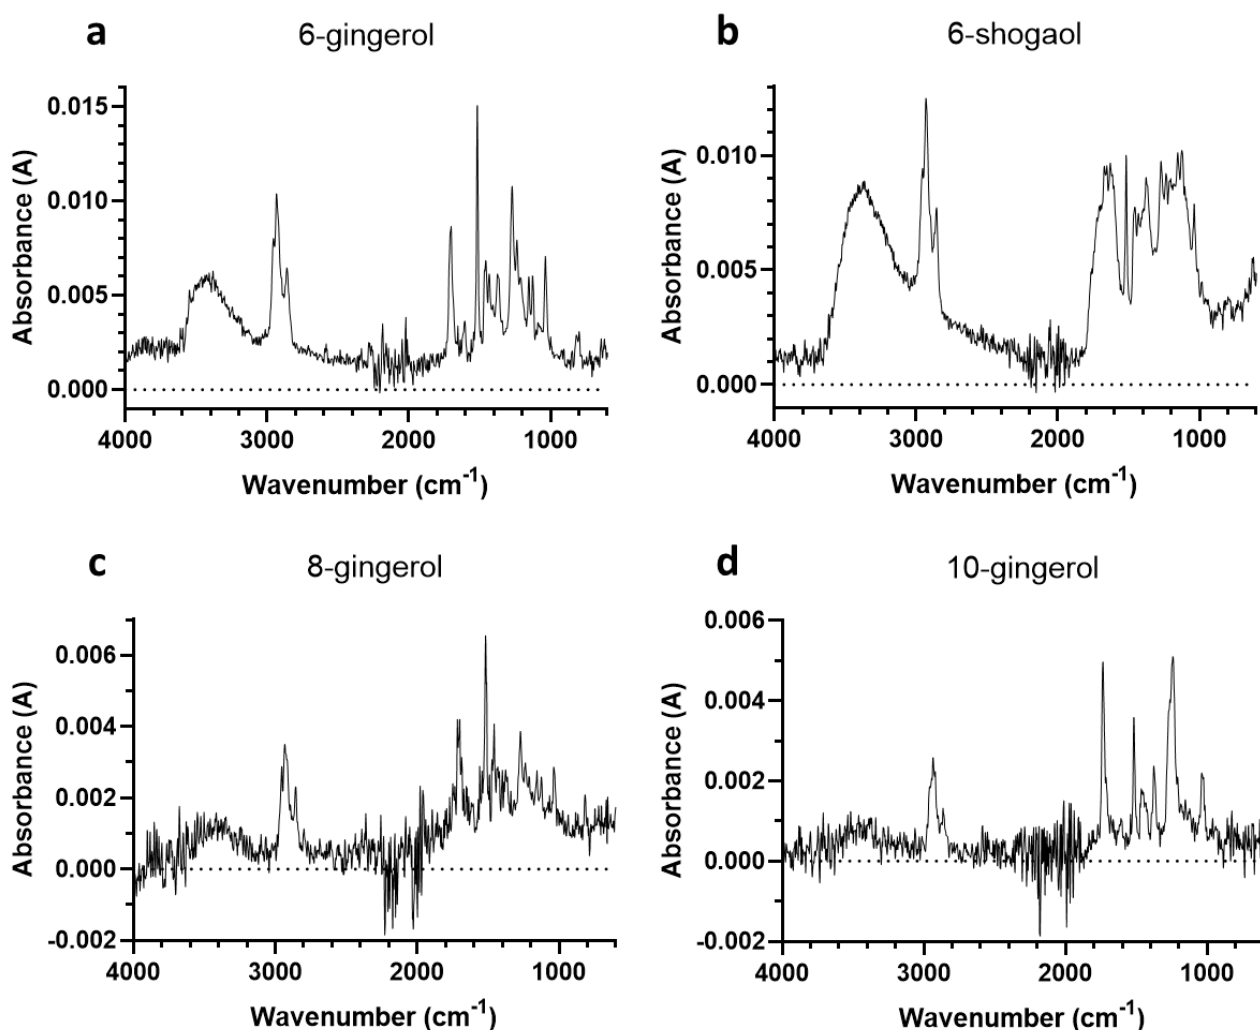 a 6-gingerol
0.015
0.010
0.005
0.000
Absorbance (A)
4000 3000 2000 1000
Wavenumber (cm-1)
b 6-shogaol
0.010
0.005
0.000
Absorbance (A)
4000 3000 2000 1000
Wavenumber (cm-1)
c 8-gingerol
0.006
0.004
0.002
0.000
-0.002
Absorbance (A)
4000 3000 2000 1000
Wavenumber (cm-1)
d 10-gingerol
0.006
0.004
0.002
0.000
-0.002
Absorbance (A)
4000 3000 2000 1000
Wavenumber (cm-1)